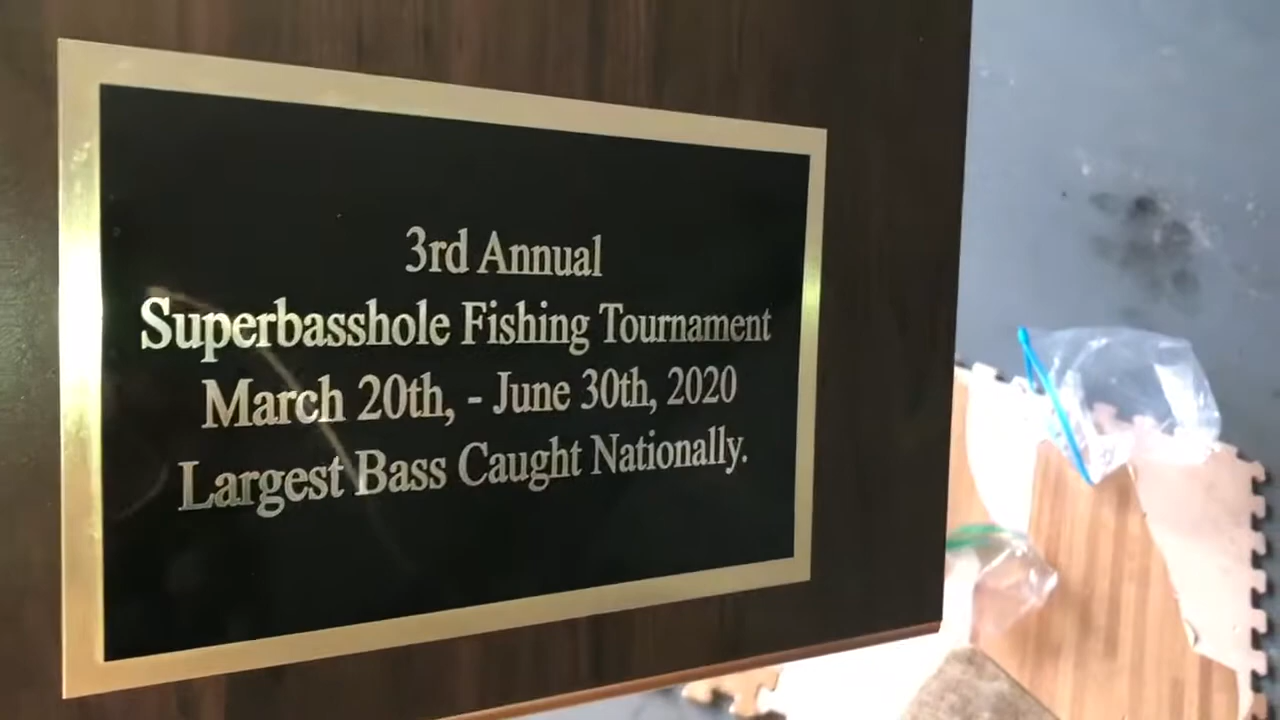 3rd Annual
Superbasshole Fishing Tournament
March 20th, - June 30th, 2020
Largest Bass Caught Nationally.